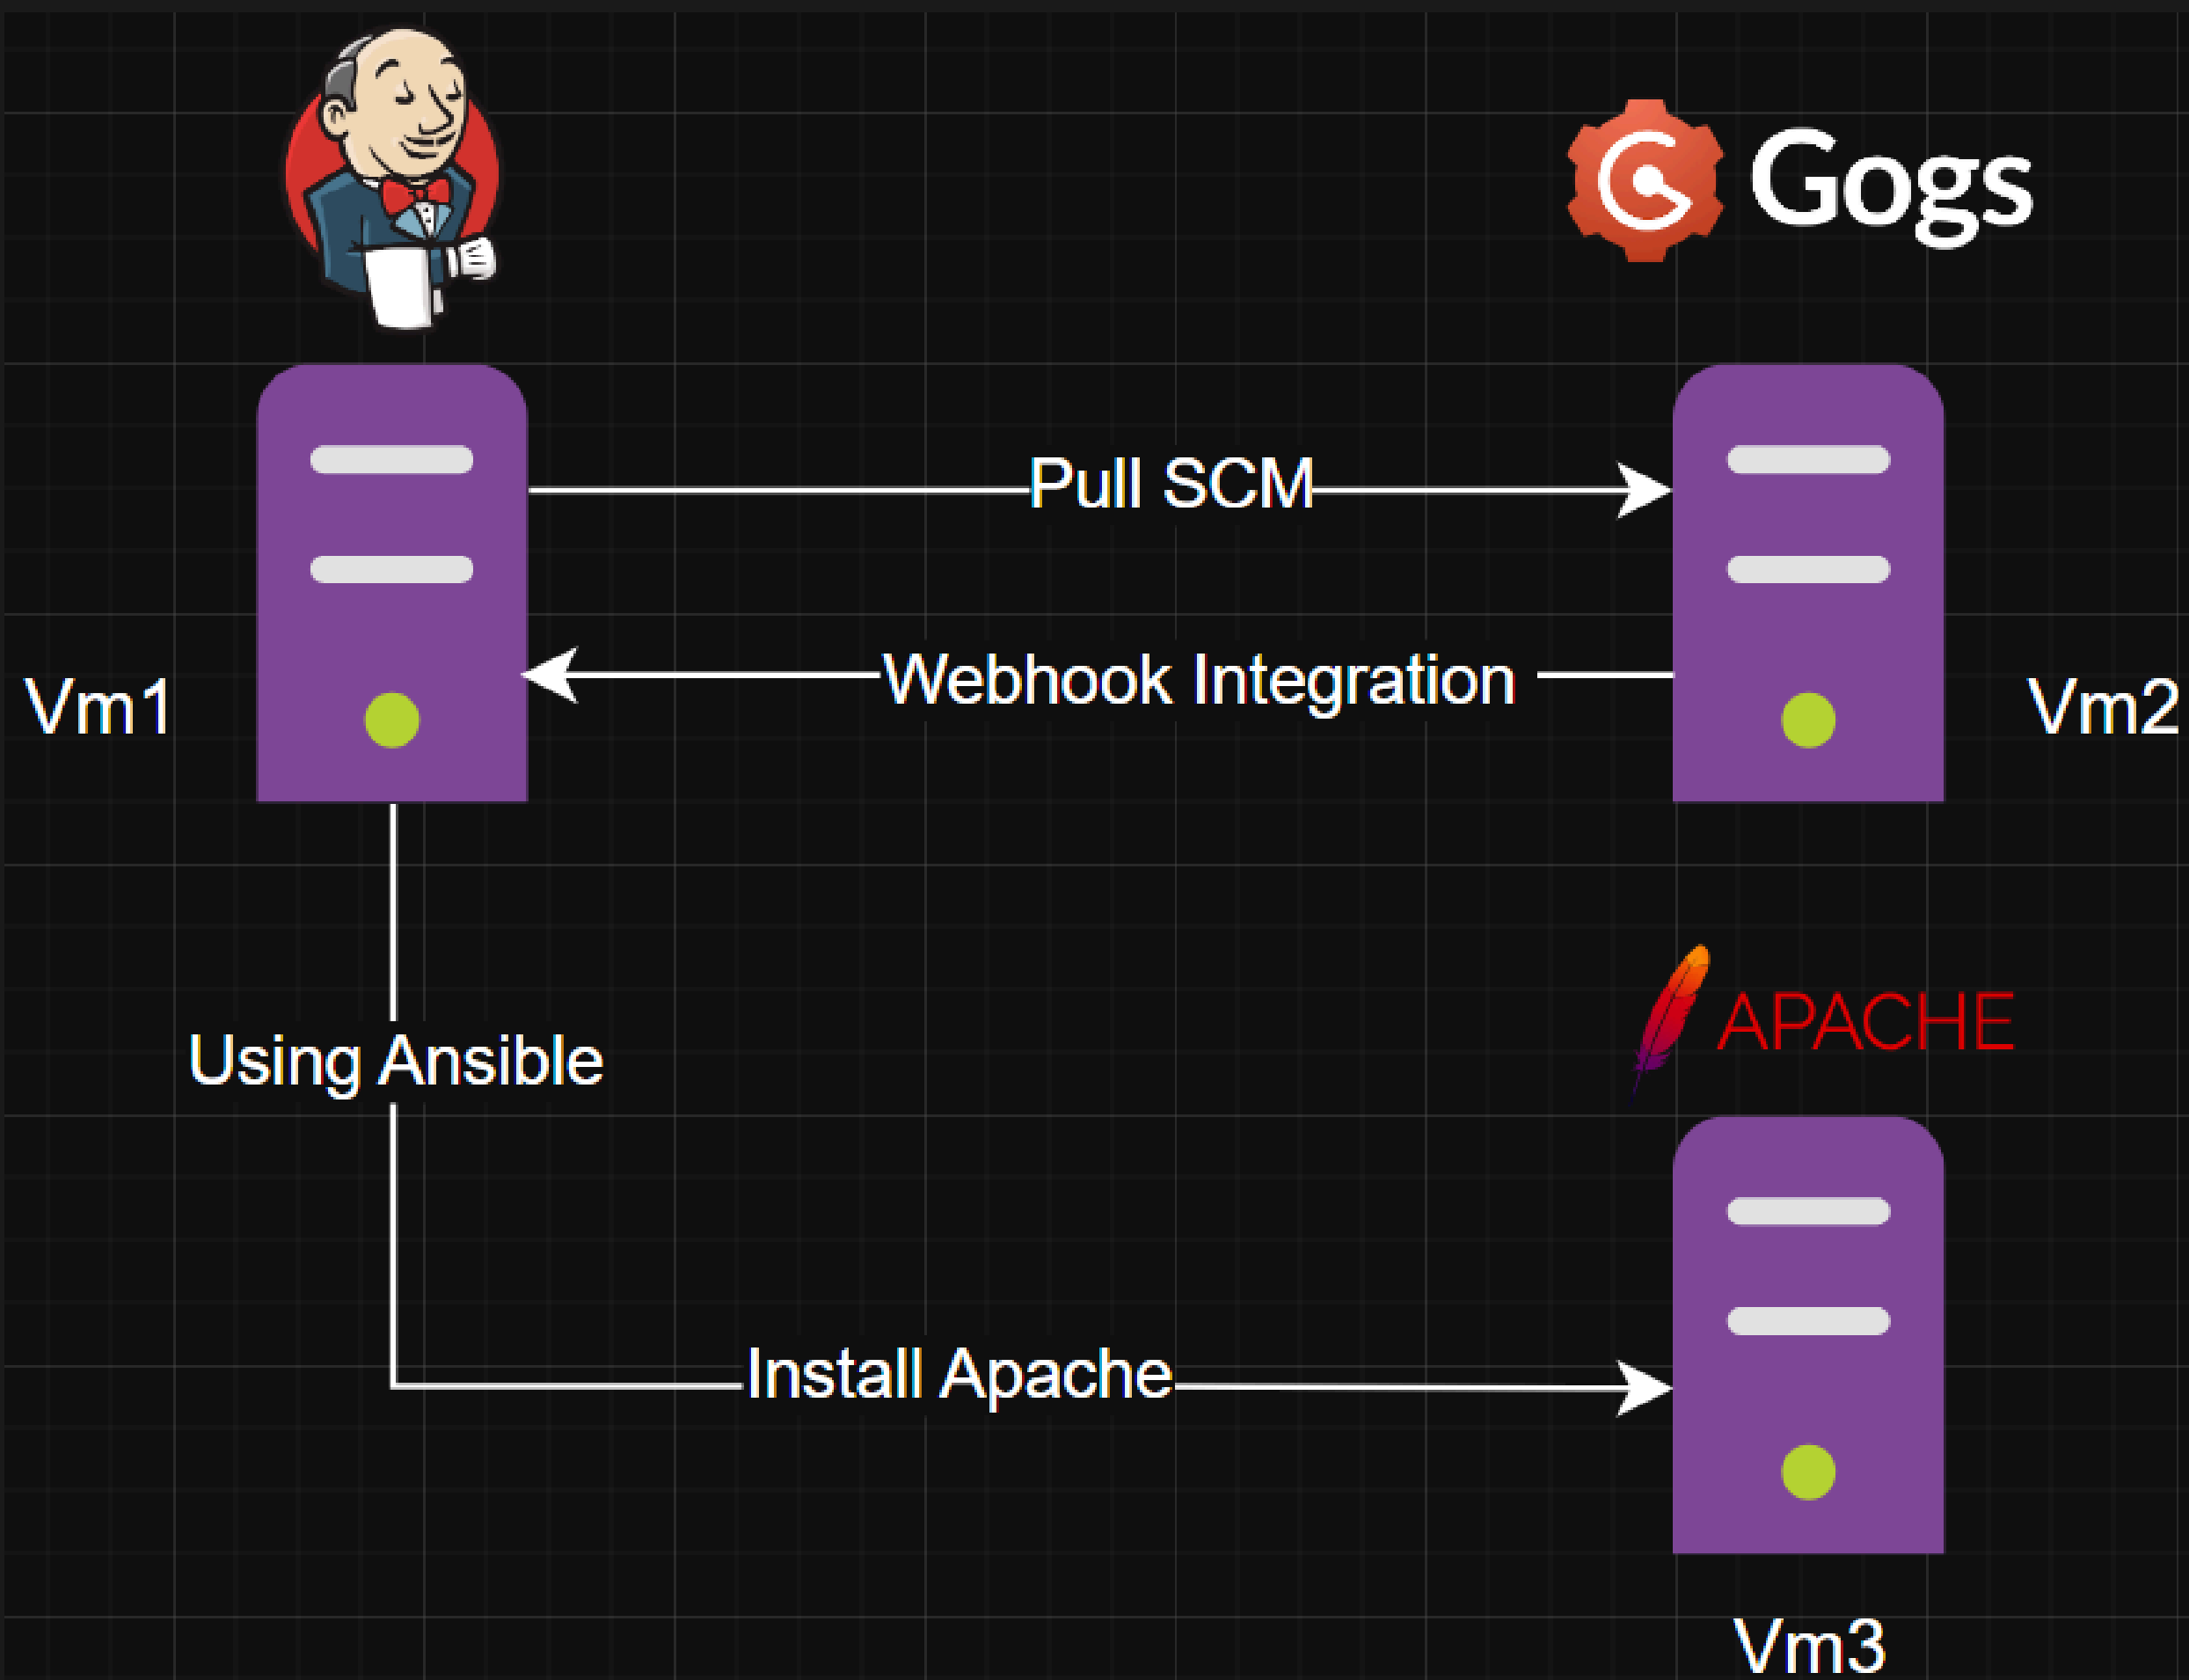 Gogs
Pull SCM
Webhook Integration
Vm1
Vm2
APACHE
Using Ansible
Install Apache
Vm3